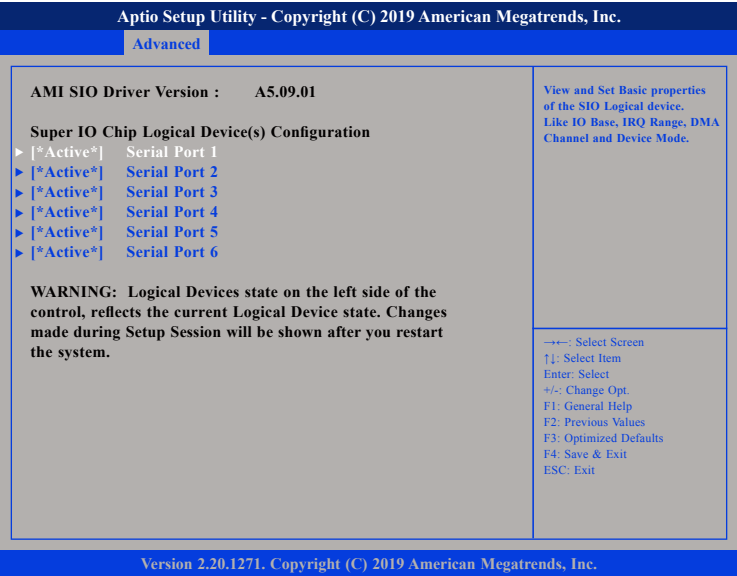 Aptio Setup Utility - Copyright (C) 2019 American Megatrends, Inc.
Advanced
AMI SIO Driver Version :     A5.09.01
Super IO Chip Logical Device(s) Configuration
▶ [*Active*]     Serial Port 1
▶ [*Active*]     Serial Port 2
▶ [*Active*]     Serial Port 3
▶ [*Active*]     Serial Port 4
▶ [*Active*]     Serial Port 5
▶ [*Active*]     Serial Port 6
WARNING:  Logical Devices state on the left side of the
control, reflects the current Logical Device state. Changes
made during Setup Session will be shown after you restart
the system.
View and Set Basic properties
of the SIO Logical device.
Like IO Base, IRQ Range, DMA
Channel and Device Mode.
→←: Select Screen
↑↓: Select Item
Enter: Select
+/-: Change Opt.
F1: General Help
F2: Previous Values
F3: Optimized Defaults
F4: Save & Exit
ESC: Exit
Version 2.20.1271. Copyright (C) 2019 American Megatrends, Inc.